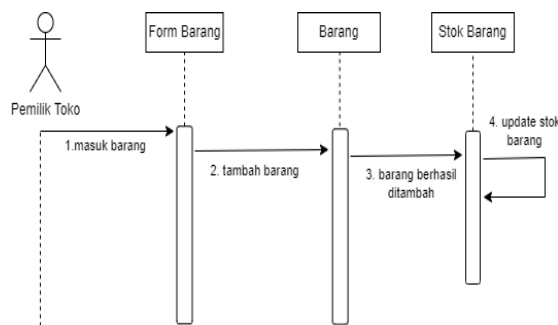 Form Barang
Barang
Stok Barang
Pemilik Toko
1.masuk barang
2. tambah barang
3. barang berhasil
ditambah
4. update stok
barang